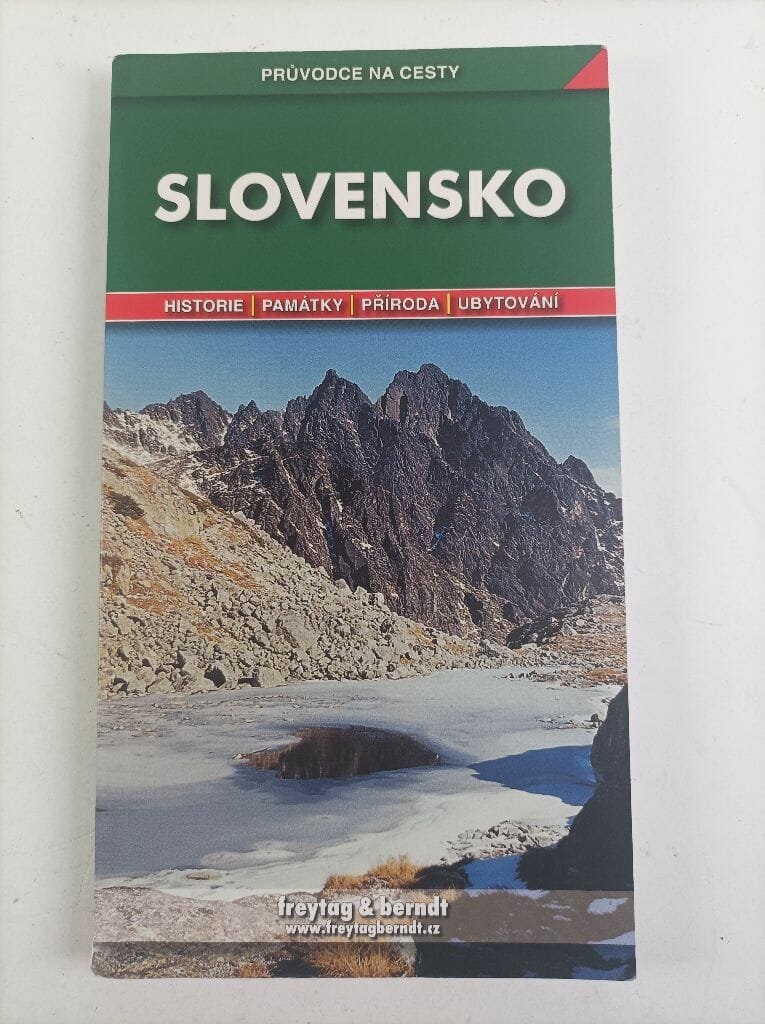 PRŮVODCE NA CESTY
SLOVENSKO
HISTORIE | PAMÁTKY | PŘÍRODA | UBYTOVÁNÍ
freytag & berndt
www.freytagberndt.cz